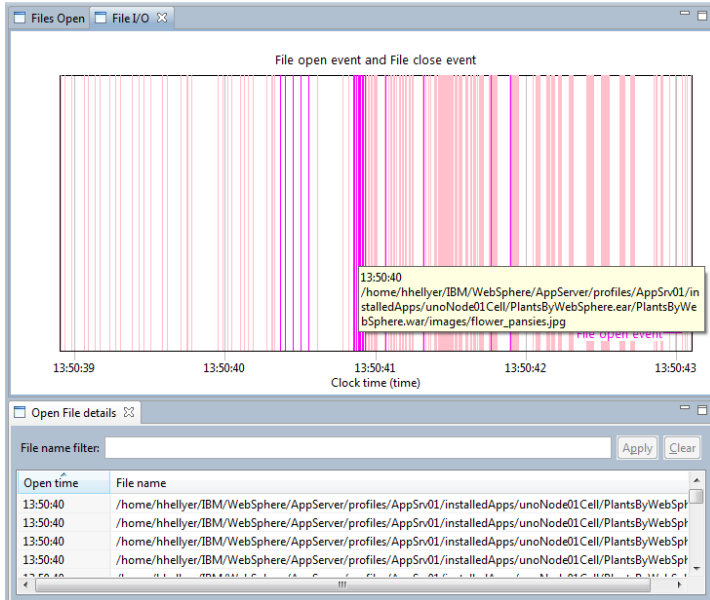 Files Open File I/O
File open event and File close event
13:50:40
/home/hhellyer/IBM/WebSphere/AppServer/profiles/AppSrv01/in
stalledApps/unoNode01Cell/PlantsByWebSphere.ear/PlantsByWe
bSphere.war/images/flower_pansies.jpg
File open event
13:50:39 13:50:40 13:50:41 13:50:42 13:50:43
Clock time (time)
Open File details
File name filter: Apply Clear
Open time File name
13:50:40 /home/hhellyer/IBM/WebSphere/AppServer/profiles/AppSrv01/installedApps/unoNode01Cell/PlantsByWebSph
13:50:40 /home/hhellyer/IBM/WebSphere/AppServer/profiles/AppSrv01/installedApps/unoNode01Cell/PlantsByWebSph
13:50:40 /home/hhellyer/IBM/WebSphere/AppServer/profiles/AppSrv01/installedApps/unoNode01Cell/PlantsByWebSph
13:50:40 /home/hhellyer/IBM/WebSphere/AppServer/profiles/AppSrv01/installedApps/unoNode01Cell/PlantsByWebSph